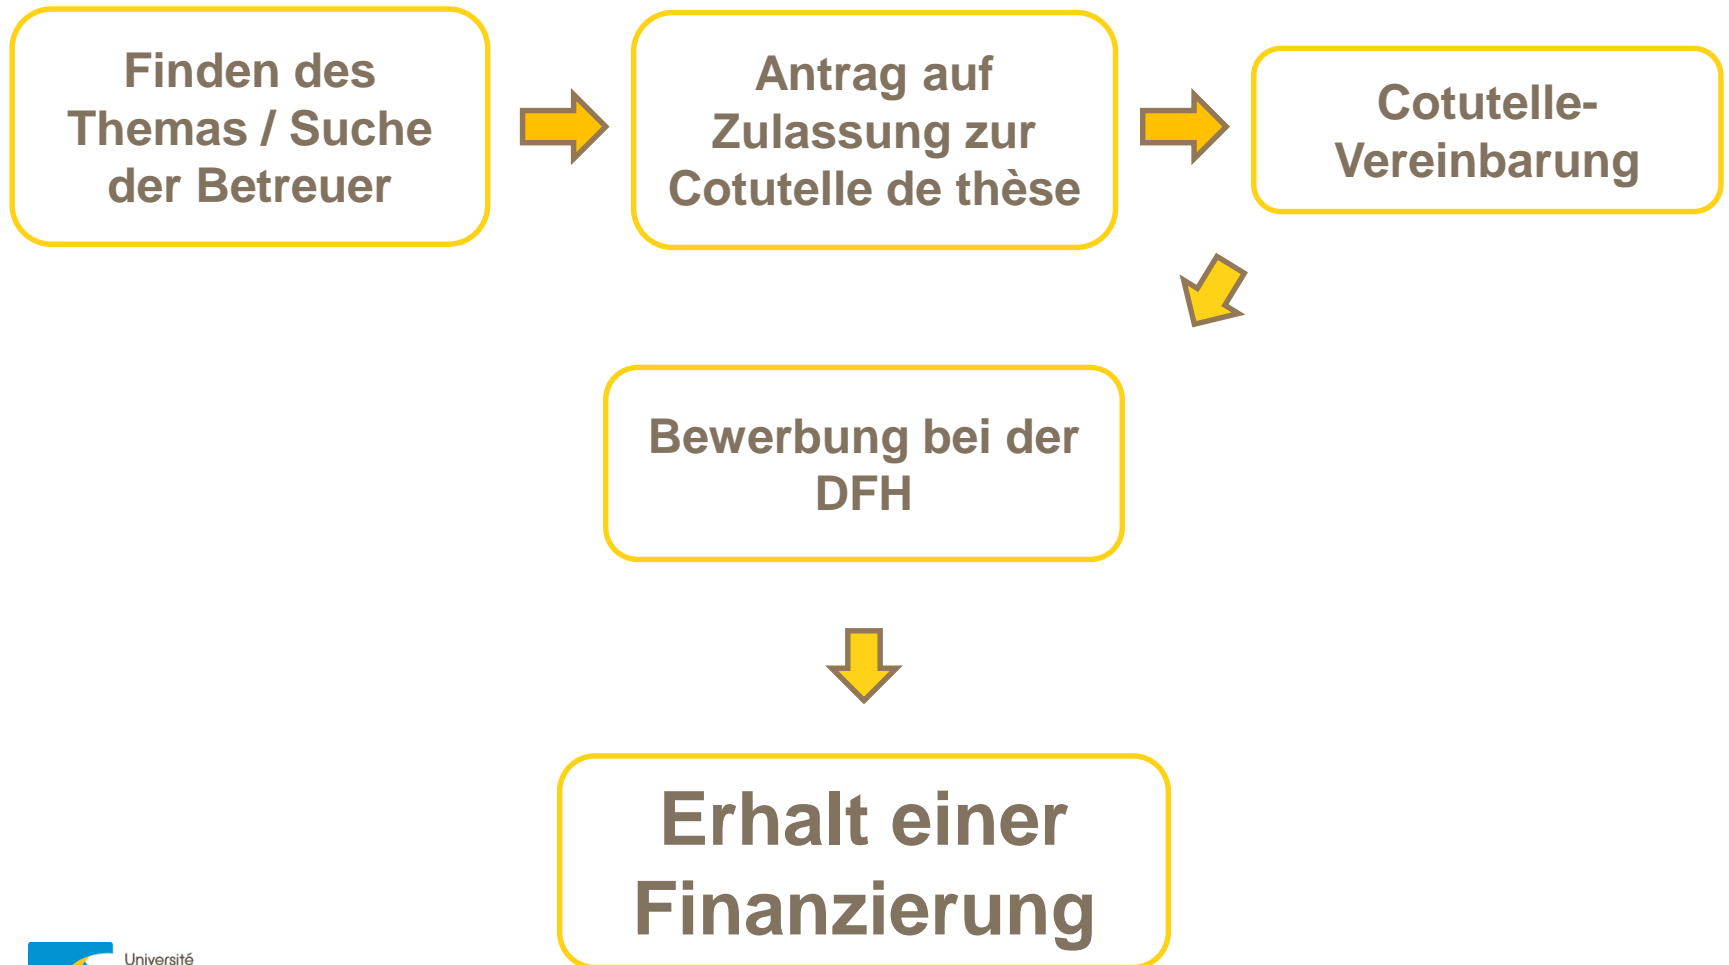 Finden des
Themas / Suche
der Betreuer
Antrag auf
Zulassung zur
Cotutelle de thèse
Cotutelle-
Vereinbarung
Bewerbung bei der
DFH
Erhalt einer
Finanzierung
Université